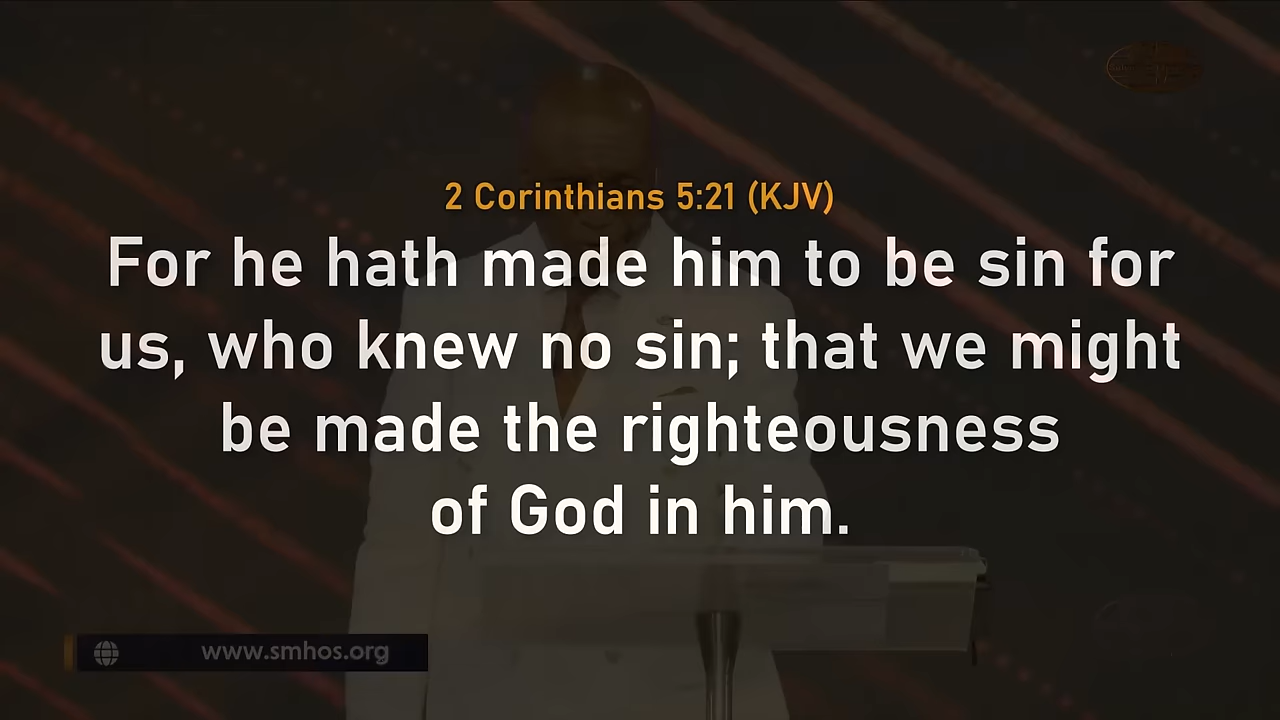 2 Corinthians 5:21 (KJV)
For he hath made him to be sin for
us, who knew no sin; that we might
be made the righteousness
of God in him.
www.smhos.org